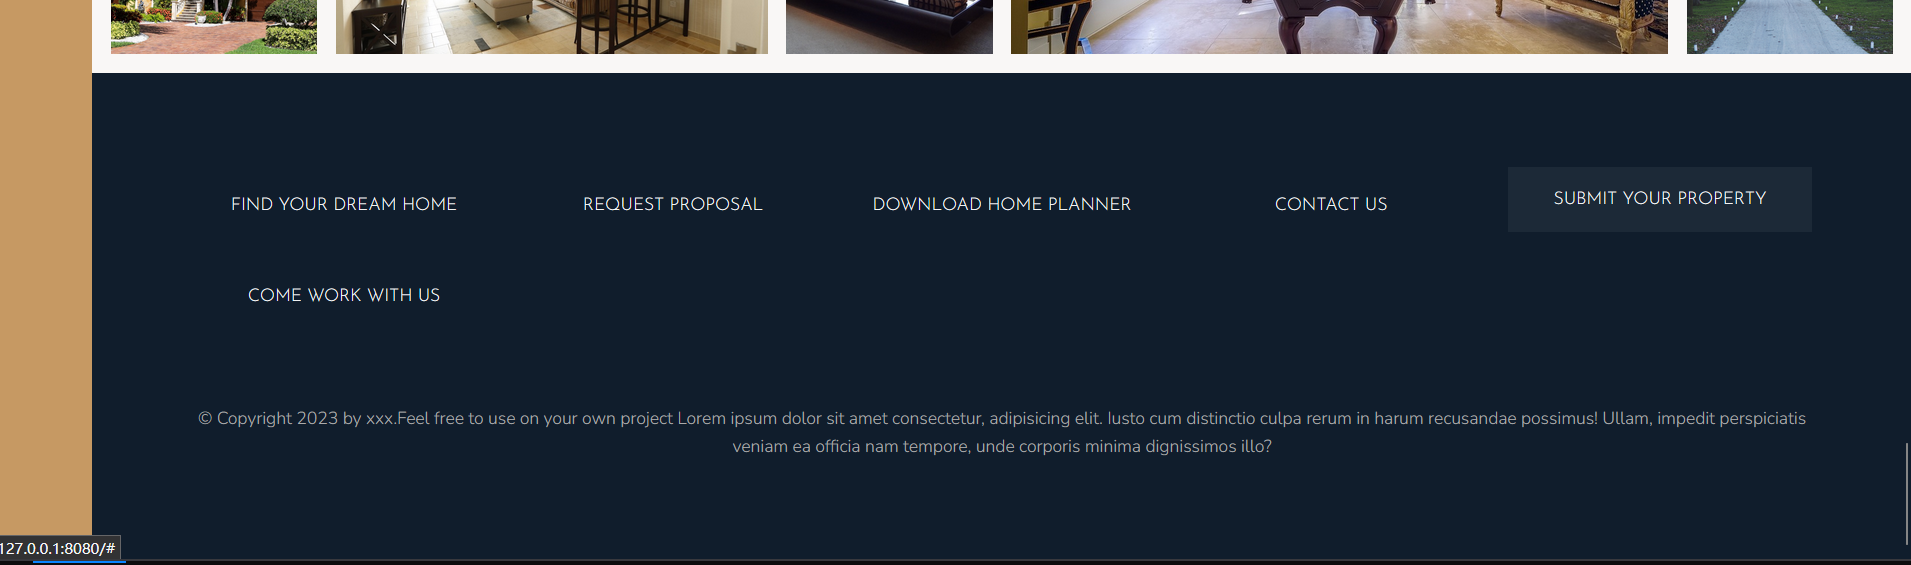 FIND YOUR DREAM HOME
REQUEST PROPOSAL
DOWNLOAD HOME PLANNER
CONTACT US
SUBMIT YOUR PROPERTY
COME WORK WITH US
© Copyright 2023 by xxx.Feel free to use on your own project Lorem ipsum dolor sit amet consectetur, adipisicing elit. Iusto cum distinctio culpa rerum in harum recusandae possimus! Ullam, impedit perspiciatis
veniam ea officia nam tempore, unde corporis minima dignissimos illo?
127.0.0.1:8080/#